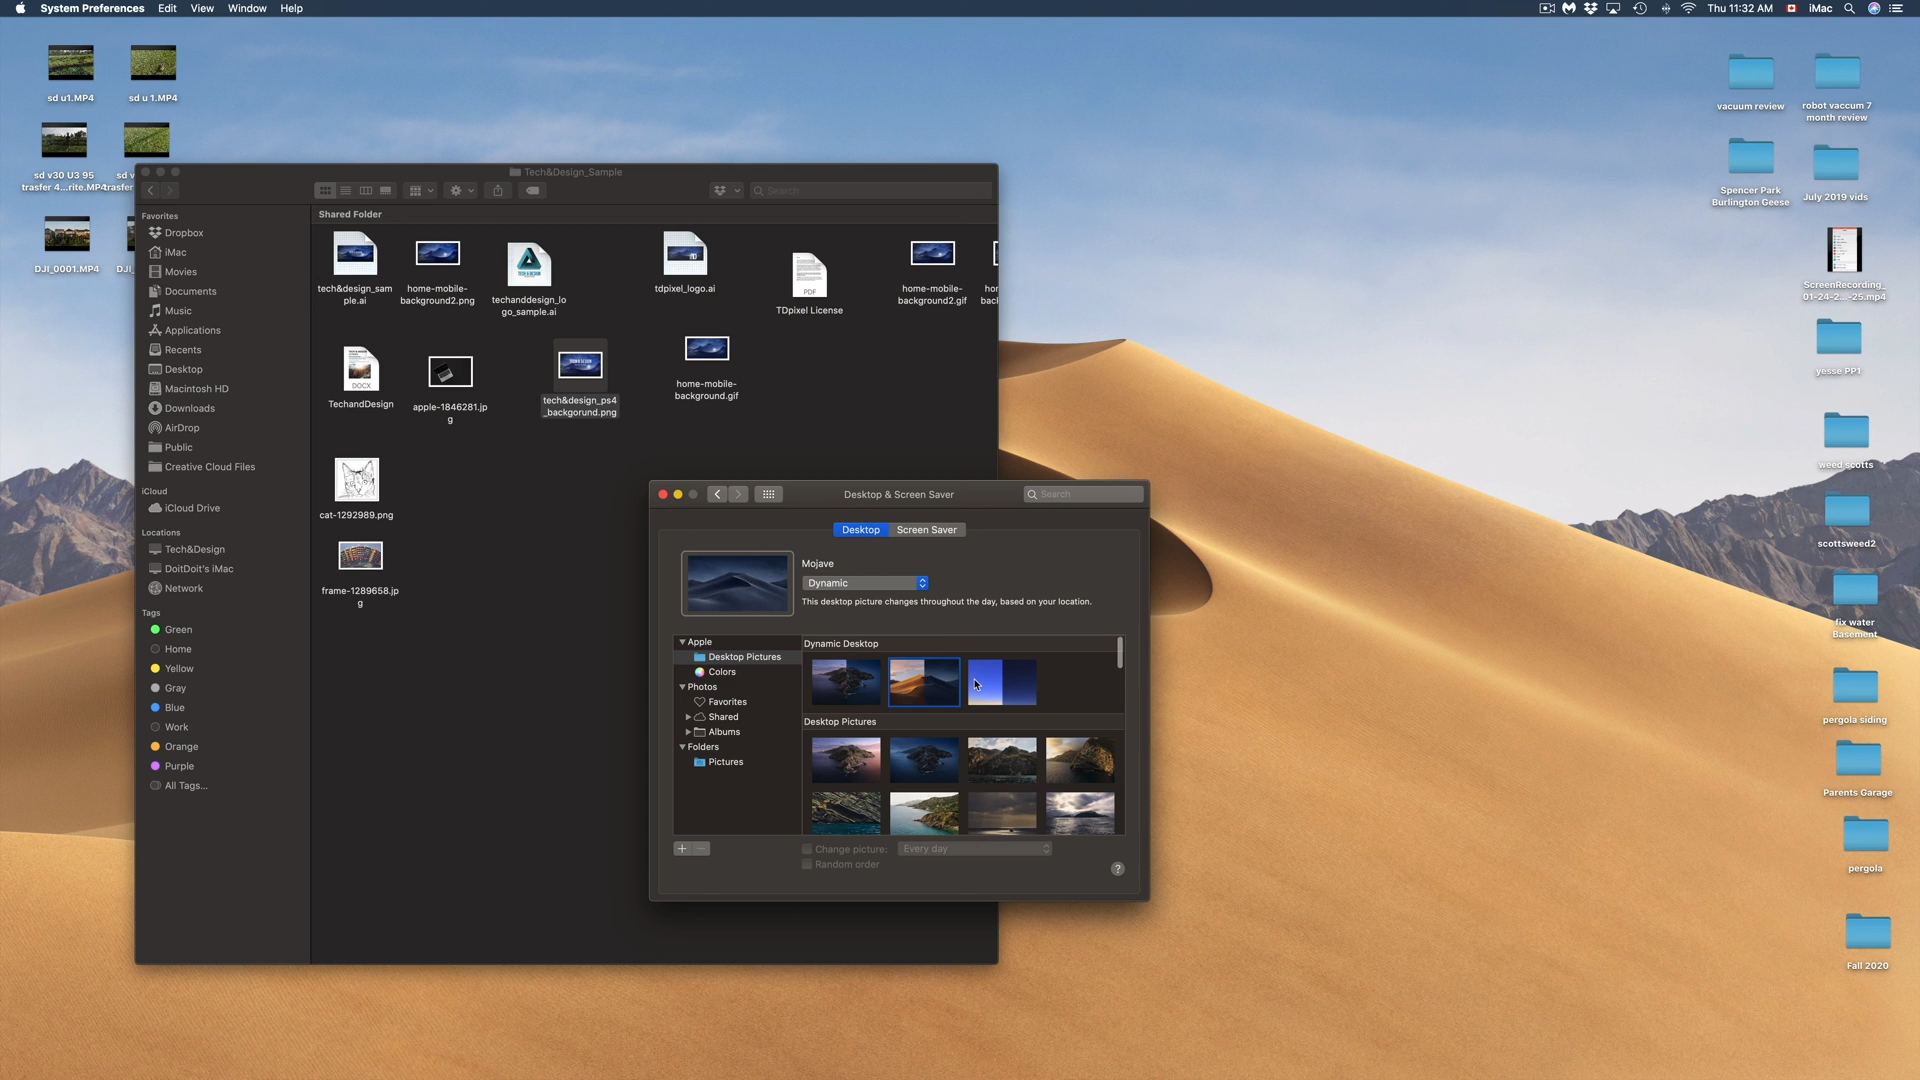 System Preferences Edit View Window Help
Thu 11:32 AM iMac
sd u1.MP4
sd u 1.MP4
sd v30 U3 95
trasfer 4...rite.MP4
sd v
trasfer
DJI_0001.MP4
DJI_
Tech&Design_Sample
Search
Favorites
Dropbox
iMac
Movies
Documents
Music
Applications
Recents
Desktop
Macintosh HD
Downloads
AirDrop
Public
Creative Cloud Files
iCloud
iCloud Drive
Locations
Tech&Design
DoitDoit's iMac
Network
Tags
Green
Home
Yellow
Gray
Blue
Work
Orange
Purple
All Tags...
Shared Folder
tech&design_sam
ple.ai
home-mobile-
background2.png
techanddesign_lo
go_sample.ai
tdpixel_logo.ai
PDF
TDpixel License
home-mobile-
background2.gif
DOCX
TechandDesign
apple-1846281.jp
g
tech&design_ps4
_backgorund.png
home-mobile-
background.gif
cat-1292989.png
frame-1289658.jp
g
Desktop & Screen Saver
Search
Desktop Screen Saver
Mojave
Dynamic
This desktop picture changes throughout the day, based on your location.
Apple
Desktop Pictures
Colors
Photos
Favorites
Shared
Albums
Folders
Pictures
Dynamic Desktop
Desktop Pictures
+ −
Change picture: Every day
Random order
?
vacuum review
robot vaccum 7
month review
Spencer Park
Burlington Geese
July 2019 vids
ScreenRecording_
01-24-2...-25.mp4
yesse PP1
weed scotts
scottsweed2
fix water
Basement
pergola siding
Parents Garage
pergola
Fall 2020